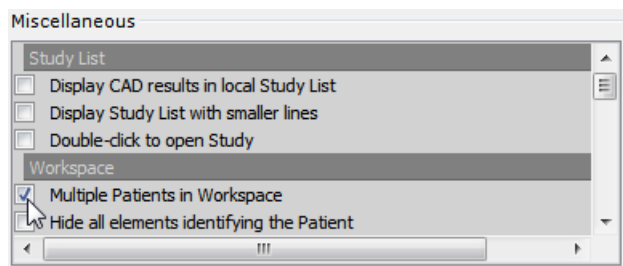 Miscellaneous
Study List
Display CAD results in local Study List
Display Study List with smaller lines
Double-click to open Study
Workspace
Multiple Patients in Workspace
Hide all elements identifying the Patient